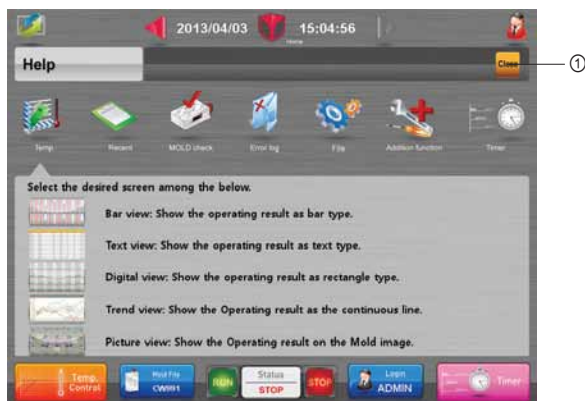 2013/04/03 Home 15:04:56
Help
Close ①
Temp Recent MOLD check Error log File Addition function Timer
Select the desired screen among the below.
Bar view: Show the operating result as bar type.
Text view: Show the operating result as text type.
Digital view: Show the operating result as rectangle type.
Trend view: Show the Operating result as the continuous line.
Picture view: Show the Operating result on the Mold image.
Temp. Control
Mold File
CW991
RUN
Status
STOP
STOP
Login
ADMIN
Timer